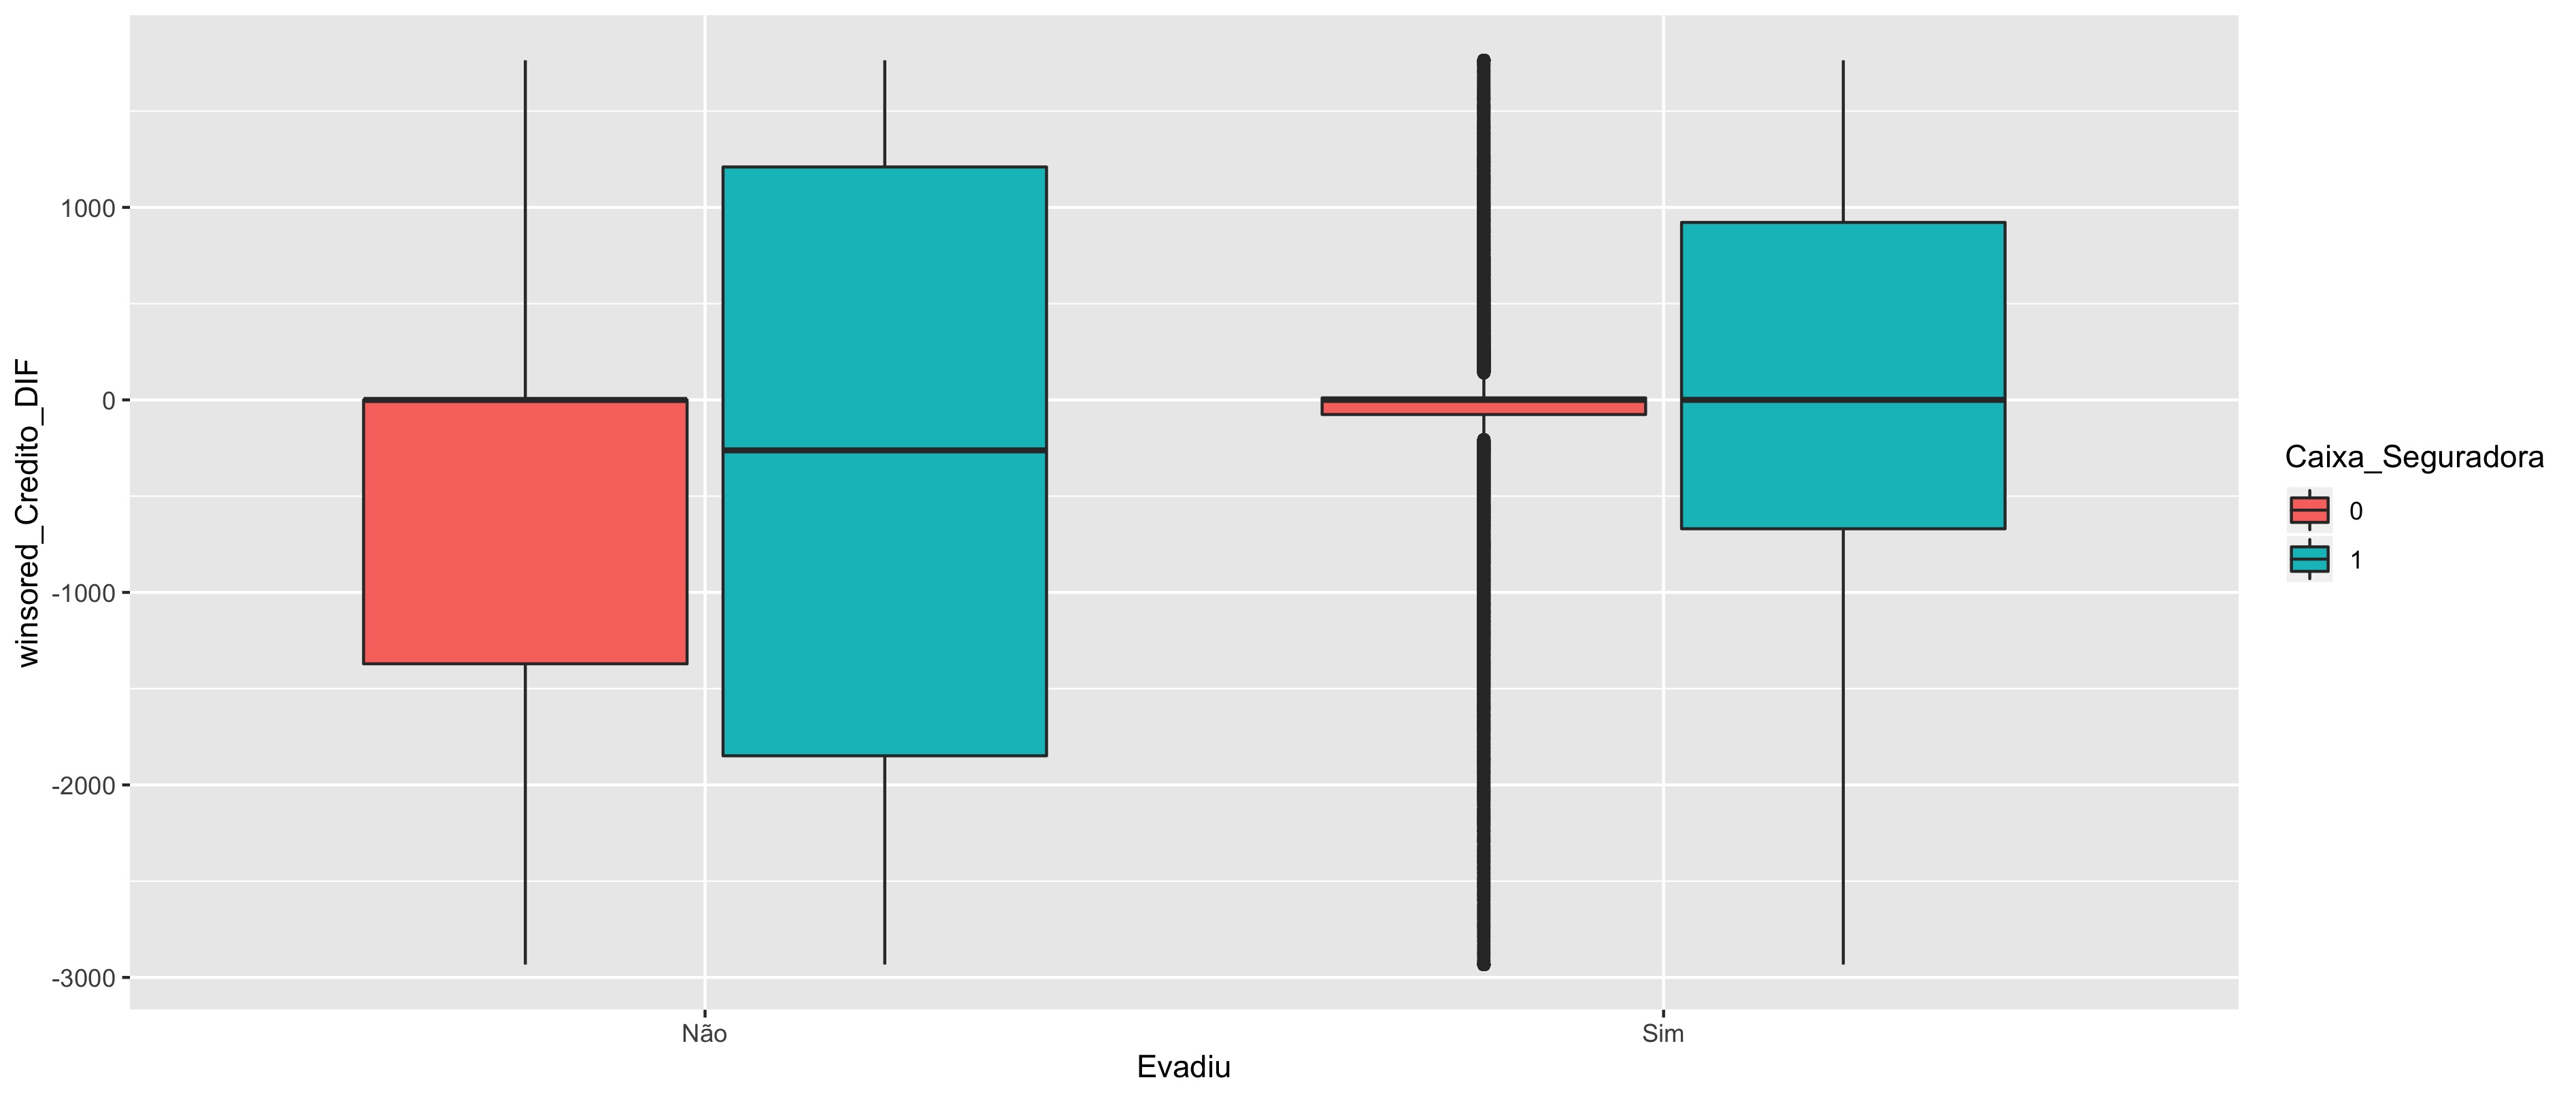 winsored_Credito_DIF
1000
0
-1000
-2000
-3000
Não
Sim
Evadiu
Caixa_Seguradora
0
1